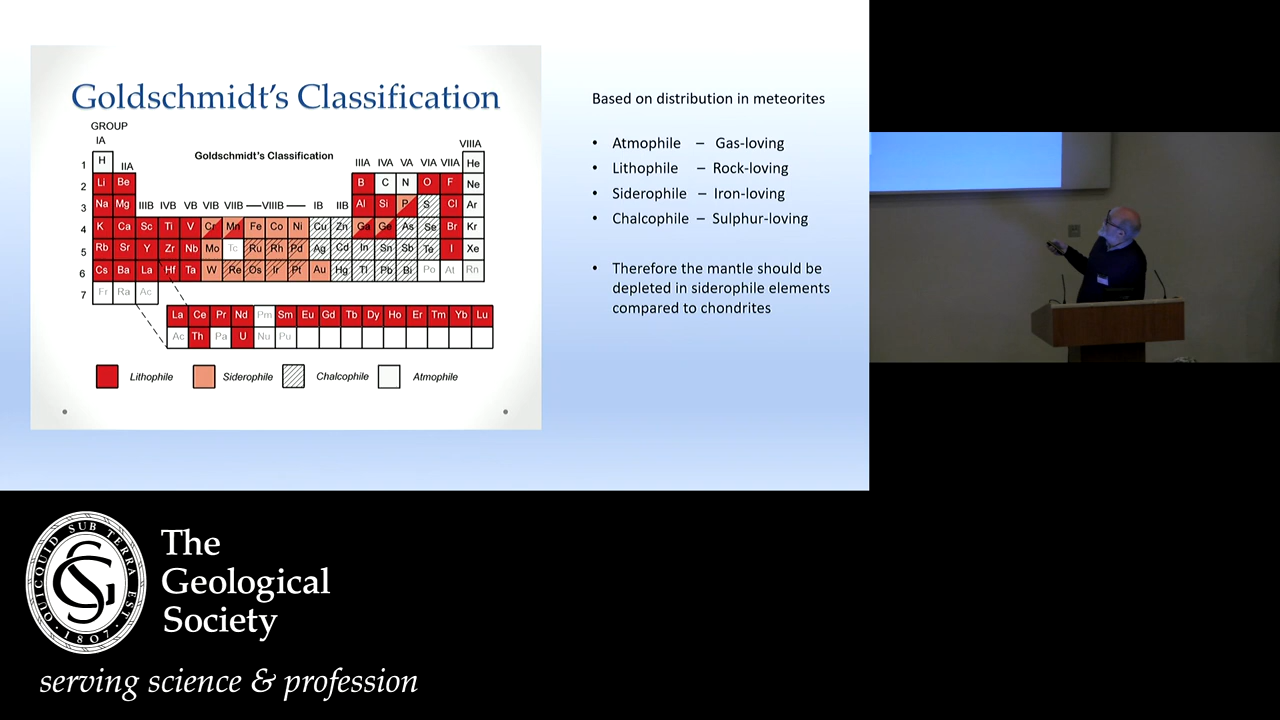 Goldschmidt's Classification
GROUP
IA
VIIIA
Goldschmidt's Classification
1 H IIA IIIA IVA VA VIA VIIA He
2 Li Be B C N O F Ne
3 Na Mg IIIB IVB VB VIB VIIB VIIIB IB IIB Al Si P S Cl Ar
4 K Ca Sc Ti V Cr Mn Fe Co Ni Cu Zn Ga Ge As Se Br Kr
5 Rb Sr Y Zr Nb Mo Tc Ru Rh Pd Ag Cd In Sn Sb Te I Xe
6 Cs Ba La Hf Ta W Re Os Ir Pt Au Hg Tl Pb Bi Po At Rn
7 Fr Ra Ac
La Ce Pr Nd Pm Sm Eu Gd Tb Dy Ho Er Tm Yb Lu
Ac Th Pa U Nu Pu
Lithophile Siderophile Chalcophile Atmophile
Based on distribution in meteorites
• Atmophile – Gas-loving
• Lithophile – Rock-loving
• Siderophile – Iron-loving
• Chalcophile – Sulphur-loving
• Therefore the mantle should be
depleted in siderophile elements
compared to chondrites
QUICQUID SUB TERRA EST
GS
· 1807 ·
The
Geological
Society
serving science & profession